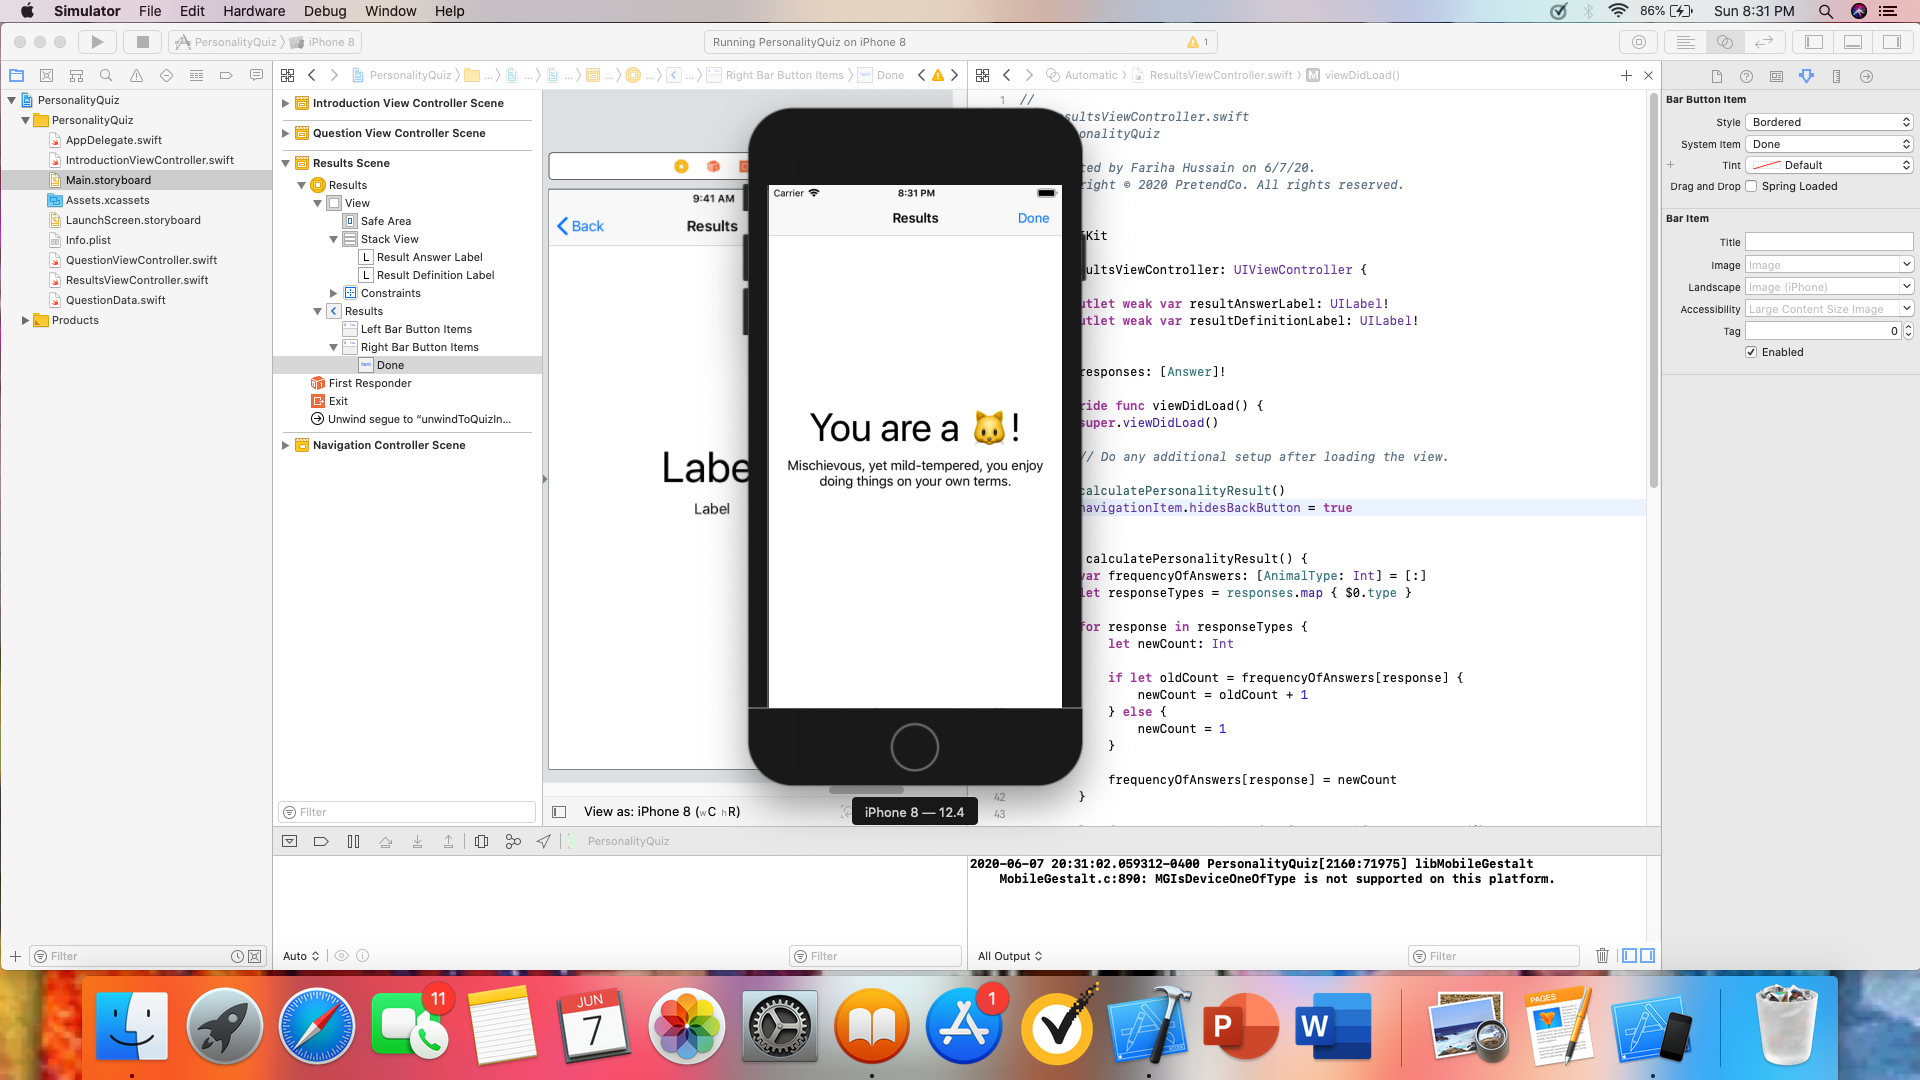 Simulator File Edit Hardware Debug Window Help
86% Sun 8:31 PM
PersonalityQuiz iPhone 8
Running PersonalityQuiz on iPhone 8
1
PersonalityQuiz ... ... ... ... ... ... Right Bar Button Items Done
Automatic ResultsViewController.swift M viewDidLoad()
PersonalityQuiz
PersonalityQuiz
AppDelegate.swift
IntroductionViewController.swift
Main.storyboard
Assets.xcassets
LaunchScreen.storyboard
Info.plist
QuestionViewController.swift
ResultsViewController.swift
QuestionData.swift
Products
Filter
Introduction View Controller Scene
Question View Controller Scene
Results Scene
Results
View
Safe Area
Stack View
L Result Answer Label
L Result Definition Label
Constraints
Results
Left Bar Button Items
Right Bar Button Items
Done
First Responder
Exit
Unwind segue to “unwindToQuizIn...
Navigation Controller Scene
Filter
9:41 AM
Back
Results
Labe
Label
View as: iPhone 8 (wC hR)
Carrier 8:31 PM
Results Done
You are a 🐱!
Mischievous, yet mild-tempered, you enjoy
doing things on your own terms.
iPhone 8 — 12.4
1 //
sultsViewController.swift
onalityQuiz
ted by Fariha Hussain on 6/7/20.
right © 2020 PretendCo. All rights reserved.
Kit
ultsViewController: UIViewController {
utlet weak var resultAnswerLabel: UILabel!
utlet weak var resultDefinitionLabel: UILabel!
responses: [Answer]!
ride func viewDidLoad() {
super.viewDidLoad()
// Do any additional setup after loading the view.
calculatePersonalityResult()
navigationItem.hidesBackButton = true
calculatePersonalityResult() {
var frequencyOfAnswers: [AnimalType: Int] = [:]
let responseTypes = responses.map { $0.type }
for response in responseTypes {
let newCount: Int
if let oldCount = frequencyOfAnswers[response] {
newCount = oldCount + 1
} else {
newCount = 1
}
frequencyOfAnswers[response] = newCount
42 }
43
Bar Button Item
Style Bordered
System Item Done
Tint Default
Drag and Drop Spring Loaded
Bar Item
Title
Image Image
Landscape Image (iPhone)
Accessibility Large Content Size Image
Tag 0
Enabled
PersonalityQuiz
2020-06-07 20:31:02.059312-0400 PersonalityQuiz[2160:71975] libMobileGestalt
MobileGestalt.c:890: MGIsDeviceOneOfType is not supported on this platform.
Auto
Filter
All Output
Filter
11
JUN
7
1
P
W
PAGES